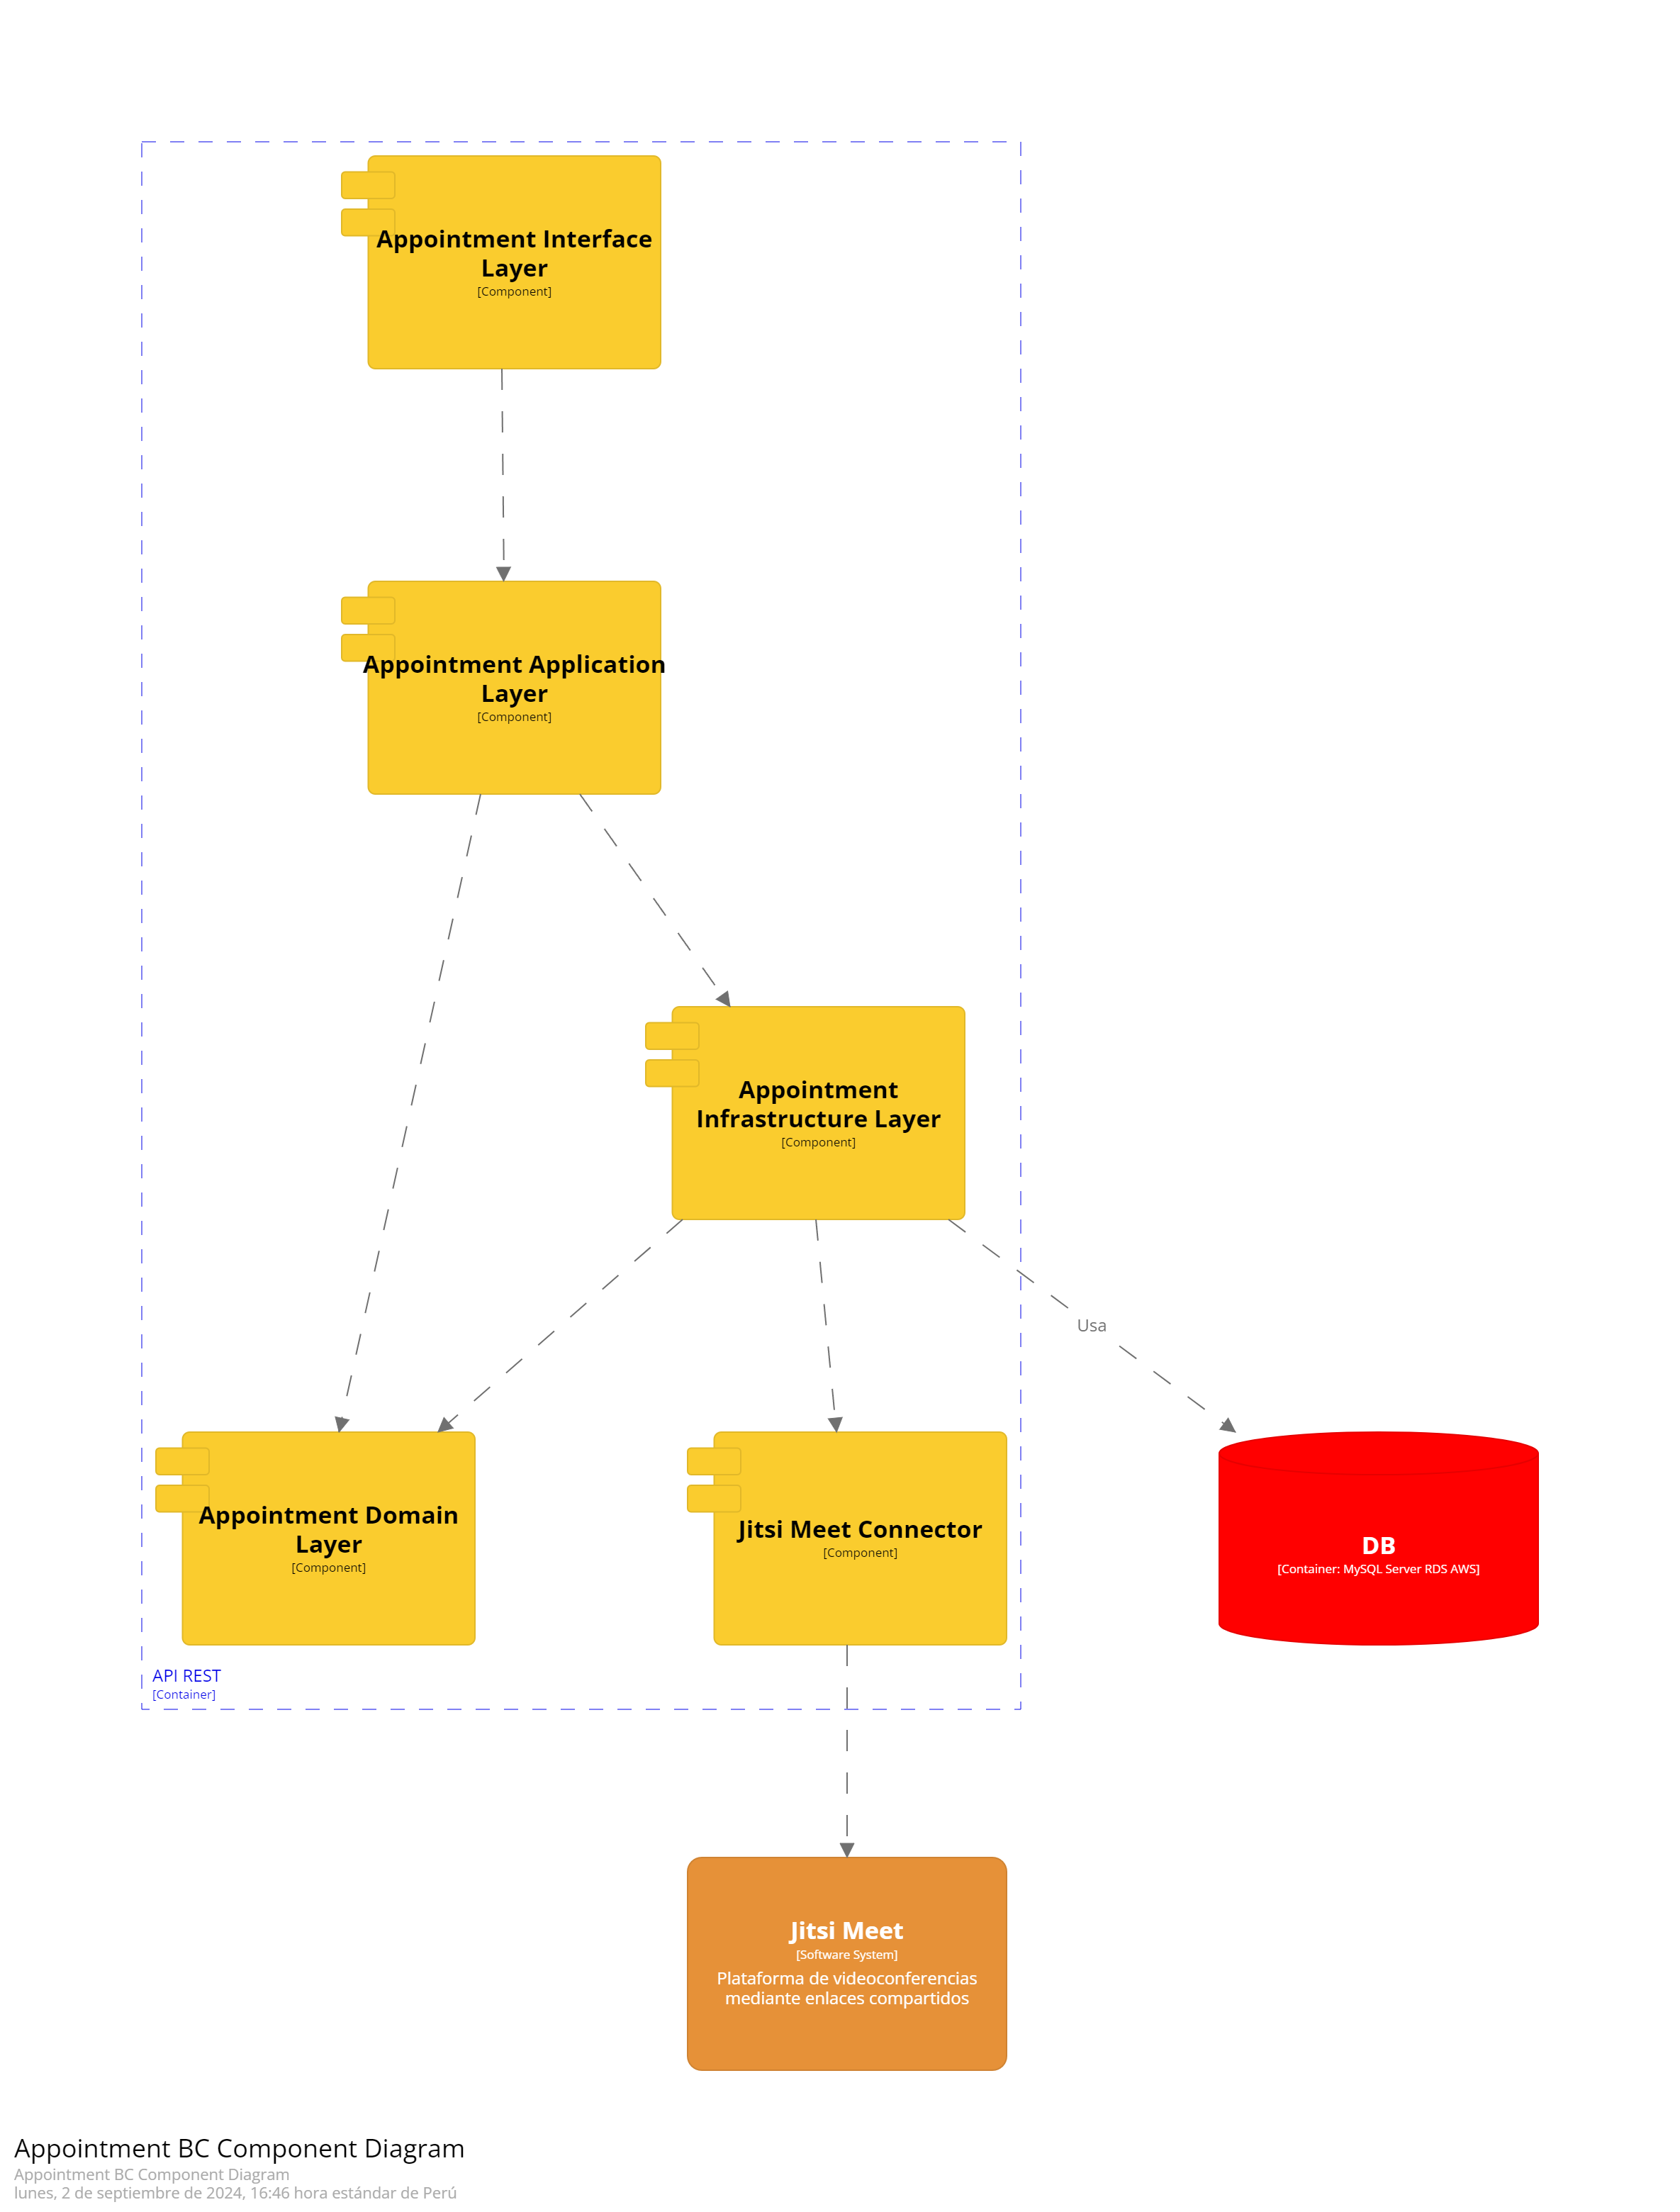 Appointment Interface
Layer
[Component]
Appointment Application
Layer
[Component]
Appointment
Infrastructure Layer
[Component]
Usa
Appointment Domain
Layer
[Component]
Jitsi Meet Connector
[Component]
DB
[Container: MySQL Server RDS AWS]
API REST
[Container]
Jitsi Meet
[Software System]
Plataforma de videoconferencias
mediante enlaces compartidos
Appointment BC Component Diagram
Appointment BC Component Diagram
lunes, 2 de septiembre de 2024, 16:46 hora estándar de Perú